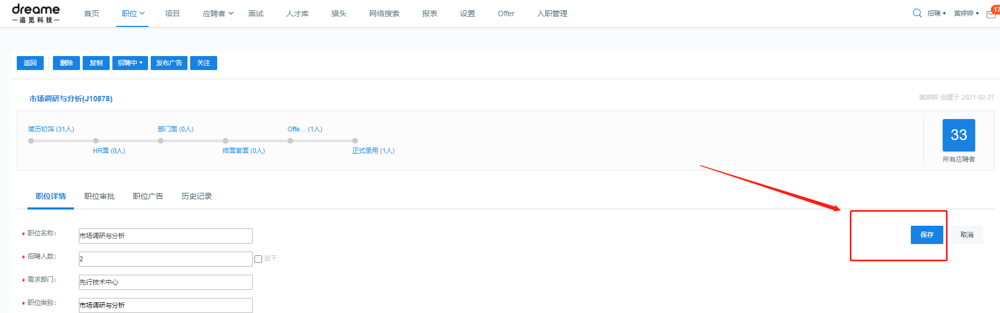 dreame
追觅科技
首页 职位 项目 应聘者 面试 人才库 猎头 网络搜索 报表 设置 Offer 入职管理 招聘 黄婷婷 17
返回 删除 复制 招聘中 发布广告 关注
市场调研与分析(J10878) 黄婷婷 创建于 2021-02-27
简历初筛 (31人) 部门面 (0人) Offe... (1人)
HR面 (0人) 终面官面 (0人) 正式录用 (1人)
33
所有应聘者
职位详情 职位审批 职位广告 历史记录
* 职位名称: 市场调研与分析 保存 取消
* 招聘人数: 2 若干
* 需求部门: 先行技术中心
* 职位类别: 市场调研与分析